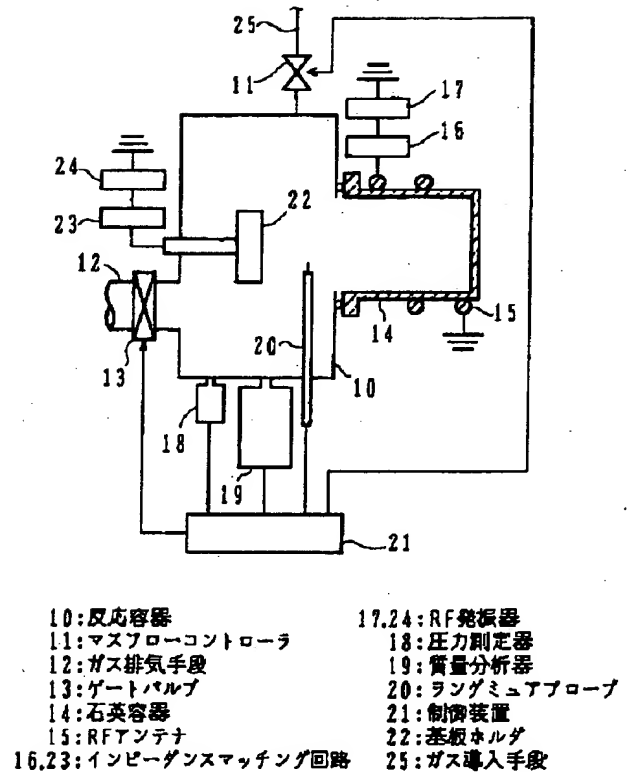 25
11
17
16
24
23
22
12
13
20
14
15
10
18
19
21
10:反応容器
11:マスフローコントローラ
12:ガス排気手段
13:ゲートバルブ
14:石英容器
15:RFアンテナ
16,23:インピーダンスマッチング回路
17,24:RF発振器
18:圧力測定器
19:質量分析器
20:ラングミュアプローブ
21:制御装置
22:基板ホルダ
25:ガス導入手段